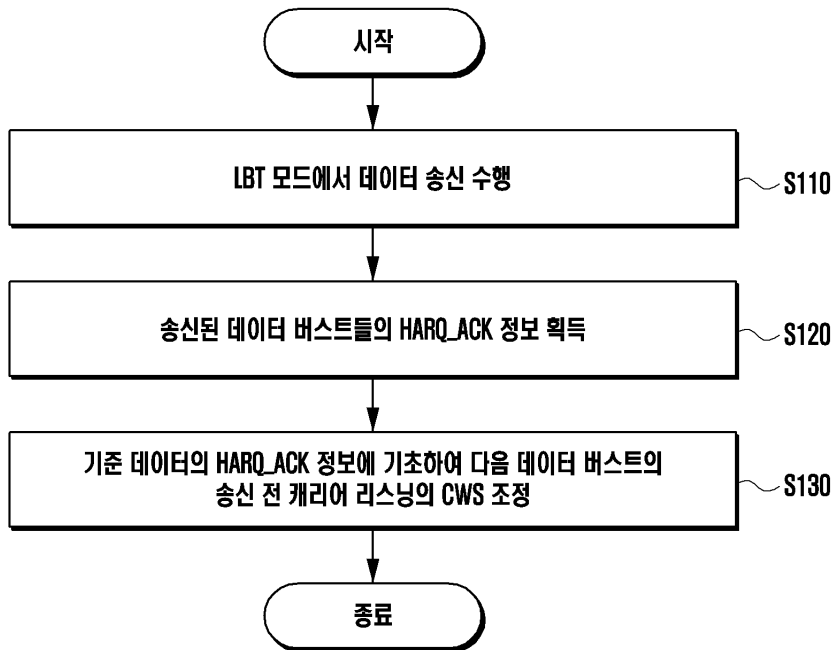 시작
LBT 모드에서 데이터 송신 수행
S110
송신된 데이터 버스트들의 HARQ_ACK 정보 획득
S120
기준 데이터의 HARQ_ACK 정보에 기초하여 다음 데이터 버스트의
송신 전 캐리어 리스닝의 CWS 조정
S130
종료